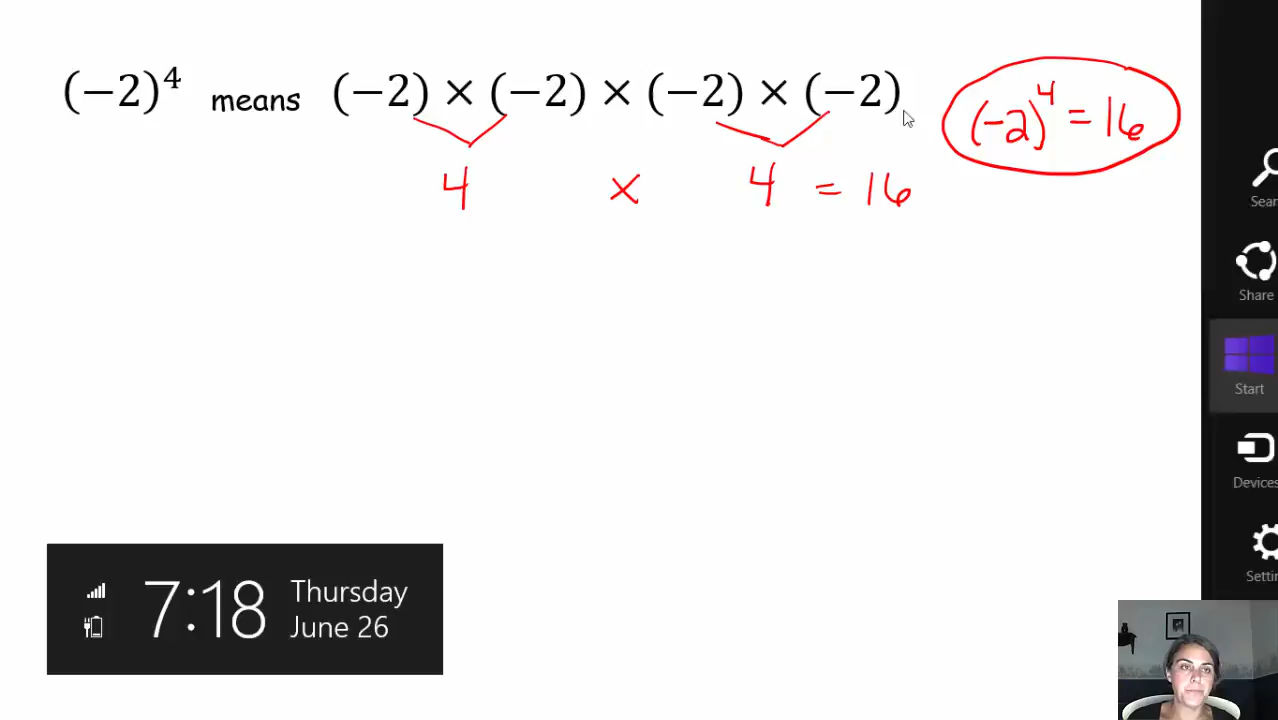 (−2)⁴ means (−2) × (−2) × (−2) × (−2)
(-2)⁴ = 16
4 x 4 = 16
Sear
Share
Start
Devices
Settin
7:18 Thursday
June 26